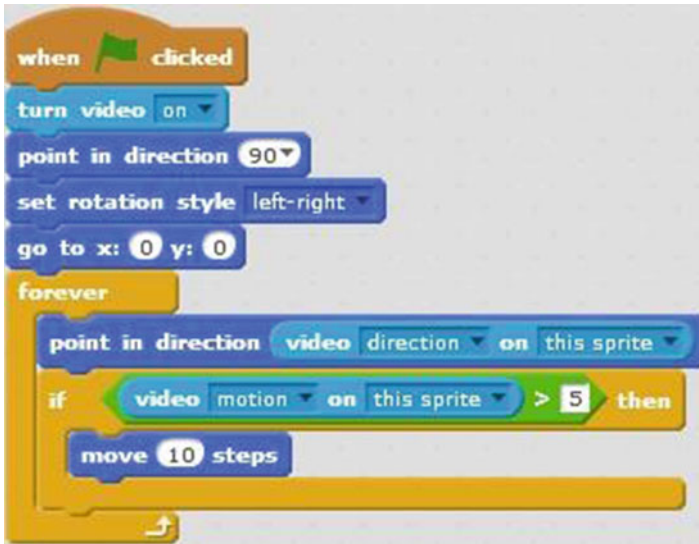 when clicked
turn video on
point in direction 90
set rotation style left-right
go to x: 0 y: 0
forever
point in direction video direction on this sprite
if video motion on this sprite > 5 then
move 10 steps